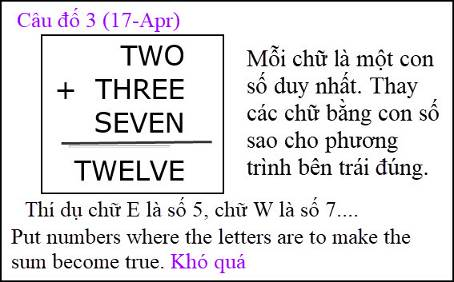 Câu đố 3 (17-Apr)
TWO
+ THREE
SEVEN
TWELVE
Mỗi chữ là một con
số duy nhất. Thay
các chữ bằng con số
sao cho phương
trình bên trái đúng.
Thí dụ chữ E là số 5, chữ W là số 7....
Put numbers where the letters are to make the
sum become true. Khó quá